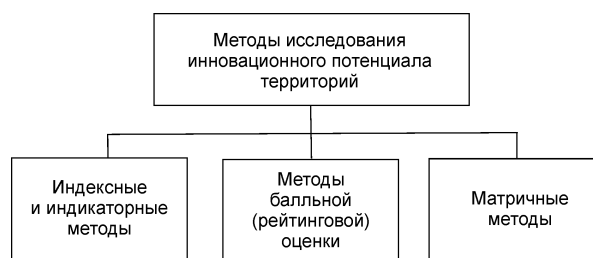 Методы исследования
инновационного потенциала
территорий
Индексные
и индикаторные
методы
Методы
балльной
(рейтинговой)
оценки
Матричные
методы